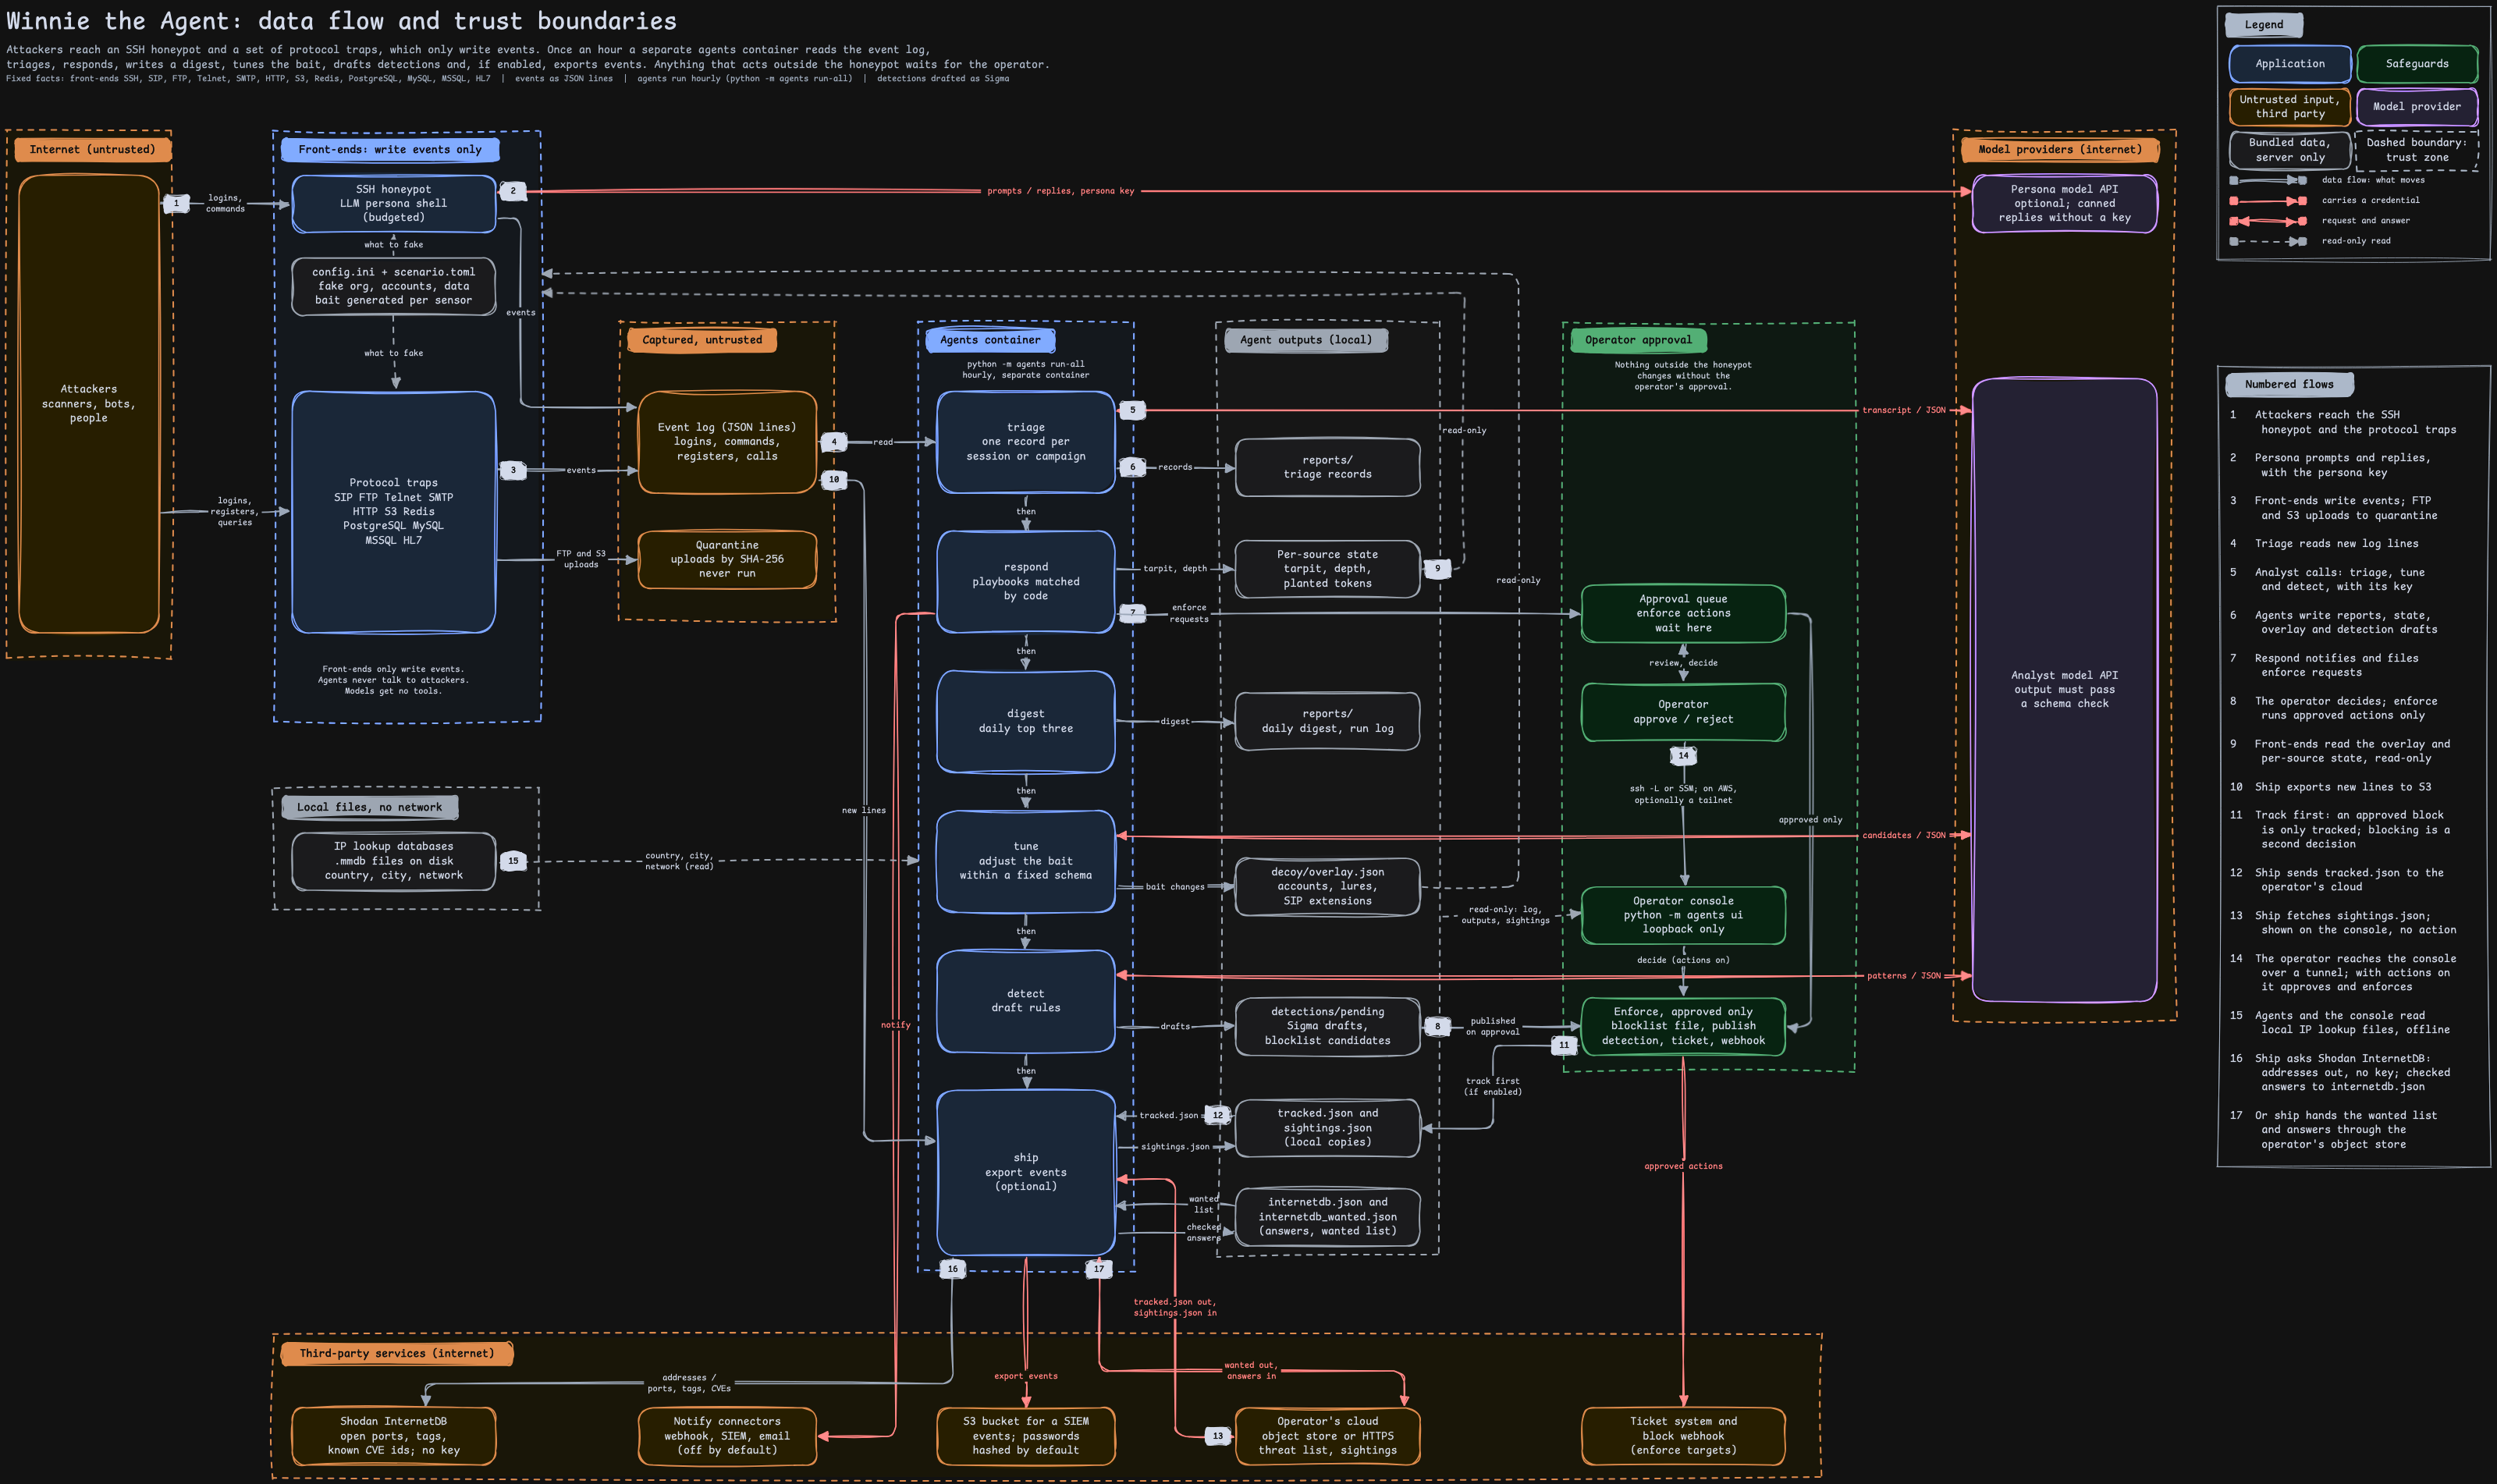 Winnie the Agent: data flow and trust boundaries
Attackers reach an SSH honeypot and a set of protocol traps, which only write events. Once an hour a separate agents container reads the event log,
triages, responds, writes a digest, tunes the bait, drafts detections and, if enabled, exports events. Anything that acts outside the honeypot waits for the operator.
Fixed facts: front-ends SSH, SIP, FTP, Telnet, SMTP, HTTP, S3, Redis, PostgreSQL, MySQL, MSSQL, HL7 | events as JSON lines | agents run hourly (python -m agents run-all) | detections drafted as Sigma
Internet (untrusted)
Attackers
scanners, bots,
people
1
logins,
commands
logins,
registers,
queries
Front-ends: write events only
SSH honeypot
LLM persona shell
(budgeted)
2
prompts / replies, persona key
what to fake
config.ini + scenario.toml
fake org, accounts, data
bait generated per sensor
what to fake
events
Protocol traps
SIP FTP Telnet SMTP
HTTP S3 Redis
PostgreSQL MySQL
MSSQL HL7
3
events
FTP and S3
uploads
Front-ends only write events.
Agents never talk to attackers.
Models get no tools.
Captured, untrusted
Event log (JSON lines)
logins, commands,
registers, calls
4
read
10
new lines
Quarantine
uploads by SHA-256
never run
Local files, no network
IP lookup databases
.mmdb files on disk
country, city, network
15
country, city,
network (read)
Agents container
python -m agents run-all
hourly, separate container
triage
one record per
session or campaign
5
transcript / JSON
6
records
then
respond
playbooks matched
by code
tarpit, depth
7
enforce
requests
notify
then
digest
daily top three
digest
then
tune
adjust the bait
within a fixed schema
candidates / JSON
bait changes
then
detect
draft rules
patterns / JSON
drafts
then
ship
export events
(optional)
tracked.json
12
sightings.json
wanted
list
checked
answers
16
17
Agent outputs (local)
reports/
triage records
Per-source state
tarpit, depth,
planted tokens
9
read-only
read-only
reports/
daily digest, run log
decoy/overlay.json
accounts, lures,
SIP extensions
read-only: log,
outputs, sightings
detections/pending
Sigma drafts,
blocklist candidates
8
published
on approval
11
track first
(if enabled)
tracked.json and
sightings.json
(local copies)
internetdb.json and
internetdb_wanted.json
(answers, wanted list)
Operator approval
Nothing outside the honeypot
changes without the
operator's approval.
Approval queue
enforce actions
wait here
review, decide
Operator
approve / reject
14
ssh -L or SSM; on AWS,
optionally a tailnet
approved only
Operator console
python -m agents ui
loopback only
decide (actions on)
Enforce, approved only
blocklist file, publish
detection, ticket, webhook
approved actions
Model providers (internet)
Persona model API
optional; canned
replies without a key
Analyst model API
output must pass
a schema check
tracked.json out,
sightings.json in
Third-party services (internet)
addresses /
ports, tags, CVEs
export events
wanted out,
answers in
Shodan InternetDB
open ports, tags,
known CVE ids; no key
Notify connectors
webhook, SIEM, email
(off by default)
S3 bucket for a SIEM
events; passwords
hashed by default
13
Operator's cloud
object store or HTTPS
threat list, sightings
Ticket system and
block webhook
(enforce targets)
Legend
Application
Safeguards
Untrusted input,
third party
Model provider
Bundled data,
server only
Dashed boundary:
trust zone
data flow: what moves
carries a credential
request and answer
read-only read
Numbered flows
1 Attackers reach the SSH
honeypot and the protocol traps
2 Persona prompts and replies,
with the persona key
3 Front-ends write events; FTP
and S3 uploads to quarantine
4 Triage reads new log lines
5 Analyst calls: triage, tune
and detect, with its key
6 Agents write reports, state,
overlay and detection drafts
7 Respond notifies and files
enforce requests
8 The operator decides; enforce
runs approved actions only
9 Front-ends read the overlay and
per-source state, read-only
10 Ship exports new lines to S3
11 Track first: an approved block
is only tracked; blocking is a
second decision
12 Ship sends tracked.json to the
operator's cloud
13 Ship fetches sightings.json;
shown on the console, no action
14 The operator reaches the console
over a tunnel; with actions on
it approves and enforces
15 Agents and the console read
local IP lookup files, offline
16 Ship asks Shodan InternetDB:
addresses out, no key; checked
answers to internetdb.json
17 Or ship hands the wanted list
and answers through the
operator's object store